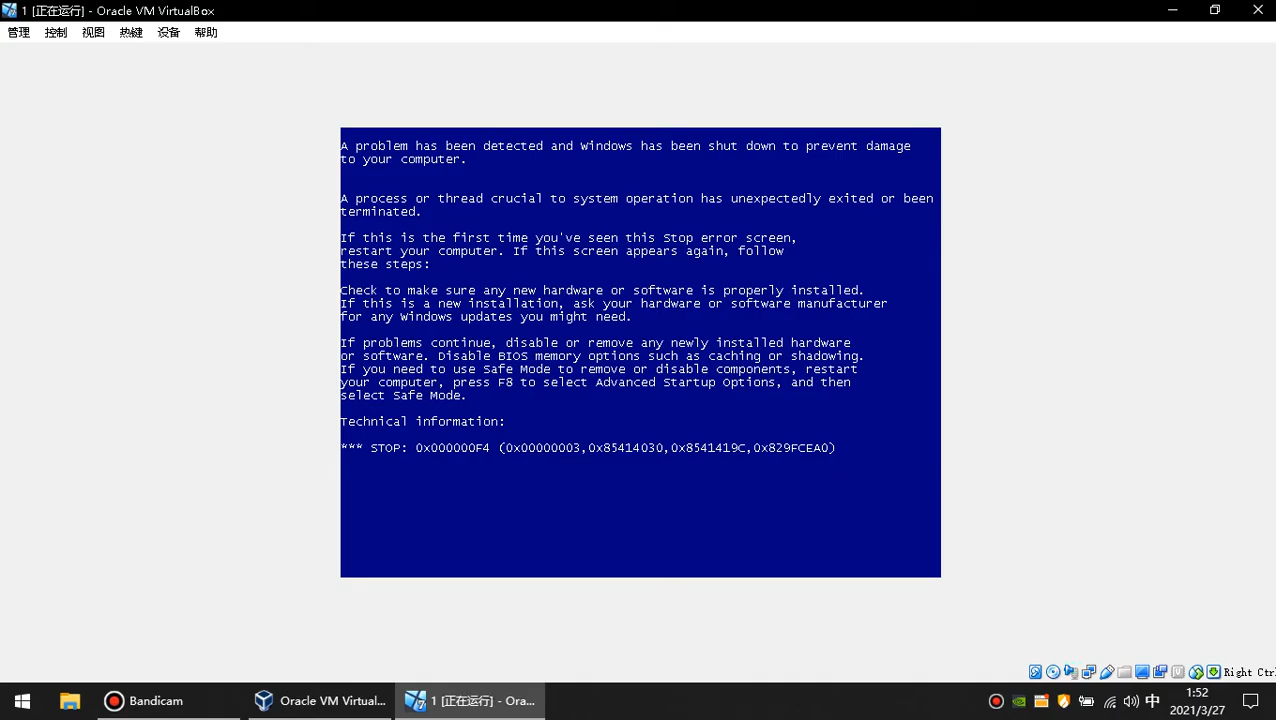 1 [正在运行] - Oracle VM VirtualBox
管理 控制 视图 热键 设备 帮助
A problem has been detected and Windows has been shut down to prevent damage
to your computer.
A process or thread crucial to system operation has unexpectedly exited or been
terminated.
If this is the first time you've seen this Stop error screen,
restart your computer. If this screen appears again, follow
these steps:
Check to make sure any new hardware or software is properly installed.
If this is a new installation, ask your hardware or software manufacturer
for any Windows updates you might need.
If problems continue, disable or remove any newly installed hardware
or software. Disable BIOS memory options such as caching or shadowing.
If you need to use Safe Mode to remove or disable components, restart
your computer, press F8 to select Advanced Startup Options, and then
select Safe Mode.
Technical information:
*** STOP: 0x000000F4 (0x00000003,0x85414030,0x8541419C,0x829FCEA0)
Right Ctr
Bandicam
Oracle VM Virtual...
1 [正在运行] - Ora...
中
1:52
2021/3/27